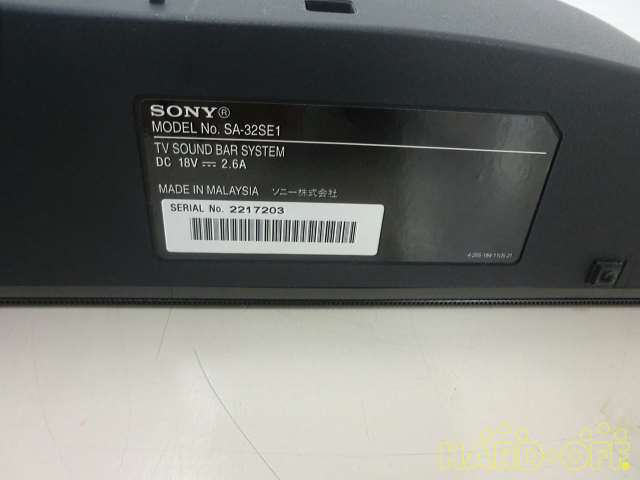 SONY®
MODEL No. SA-32SE1
TV SOUND BAR SYSTEM
DC 18V ⎓ 2.6A
MADE IN MALAYSIA ソニー株式会社
SERIAL No. 2217203
HARD-OFF